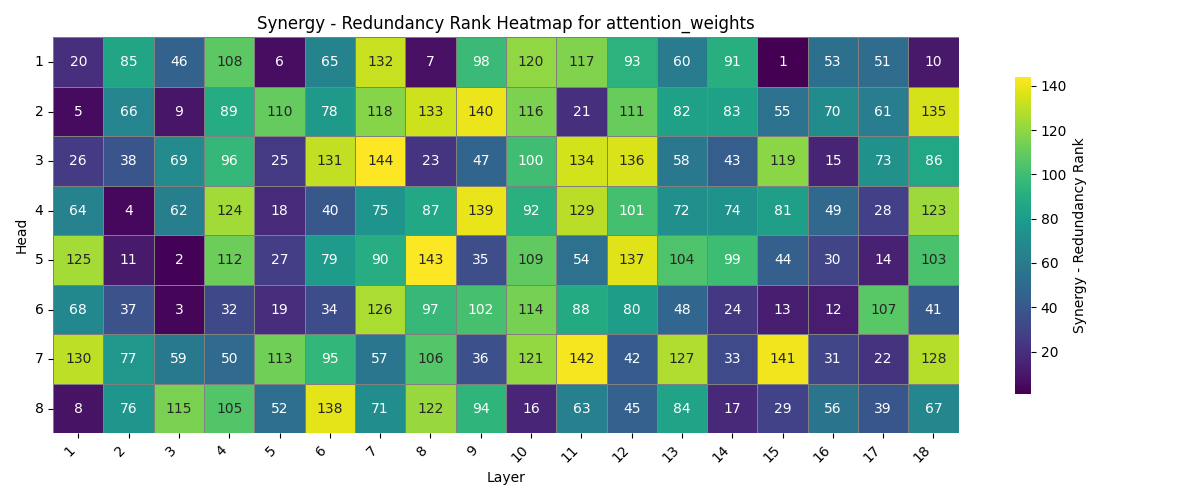 Synergy - Redundancy Rank Heatmap for attention_weights
1 20 85 46 108 6 65 132 7 98 120 117 93 60 91 1 53 51 10
2 5 66 9 89 110 78 118 133 140 116 21 111 82 83 55 70 61 135
3 26 38 69 96 25 131 144 23 47 100 134 136 58 43 119 15 73 86
4 64 4 62 124 18 40 75 87 139 92 129 101 72 74 81 49 28 123
5 125 11 2 112 27 79 90 143 35 109 54 137 104 99 44 30 14 103
6 68 37 3 32 19 34 126 97 102 114 88 80 48 24 13 12 107 41
7 130 77 59 50 113 95 57 106 36 121 142 42 127 33 141 31 22 128
8 8 76 115 105 52 138 71 122 94 16 63 45 84 17 29 56 39 67
1 2 3 4 5 6 7 8 9 10 11 12 13 14 15 16 17 18
Layer
Head
140
120
100
80
60
40
20
Synergy - Redundancy Rank